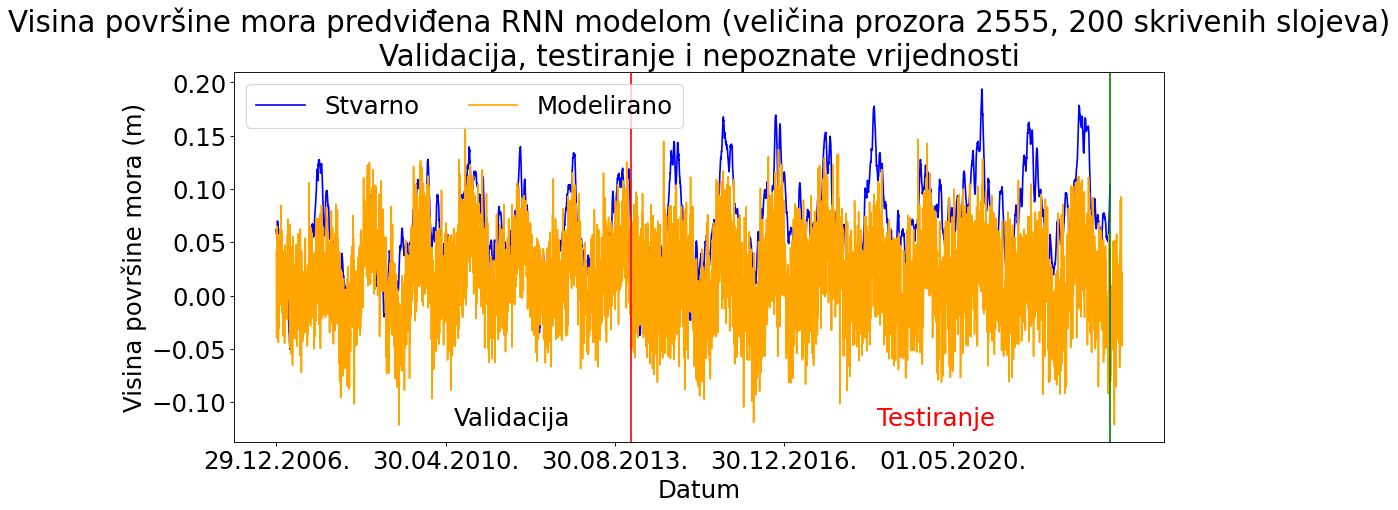 Visina površine mora predviđena RNN modelom (veličina prozora 2555, 200 skrivenih slojeva)
Validacija, testiranje i nepoznate vrijednosti
Stvarno
Modelirano
Visina površine mora (m)
0.20
0.15
0.10
0.05
0.00
−0.05
−0.10
Validacija
Testiranje
29.12.2006.
30.04.2010.
30.08.2013.
30.12.2016.
01.05.2020.
Datum